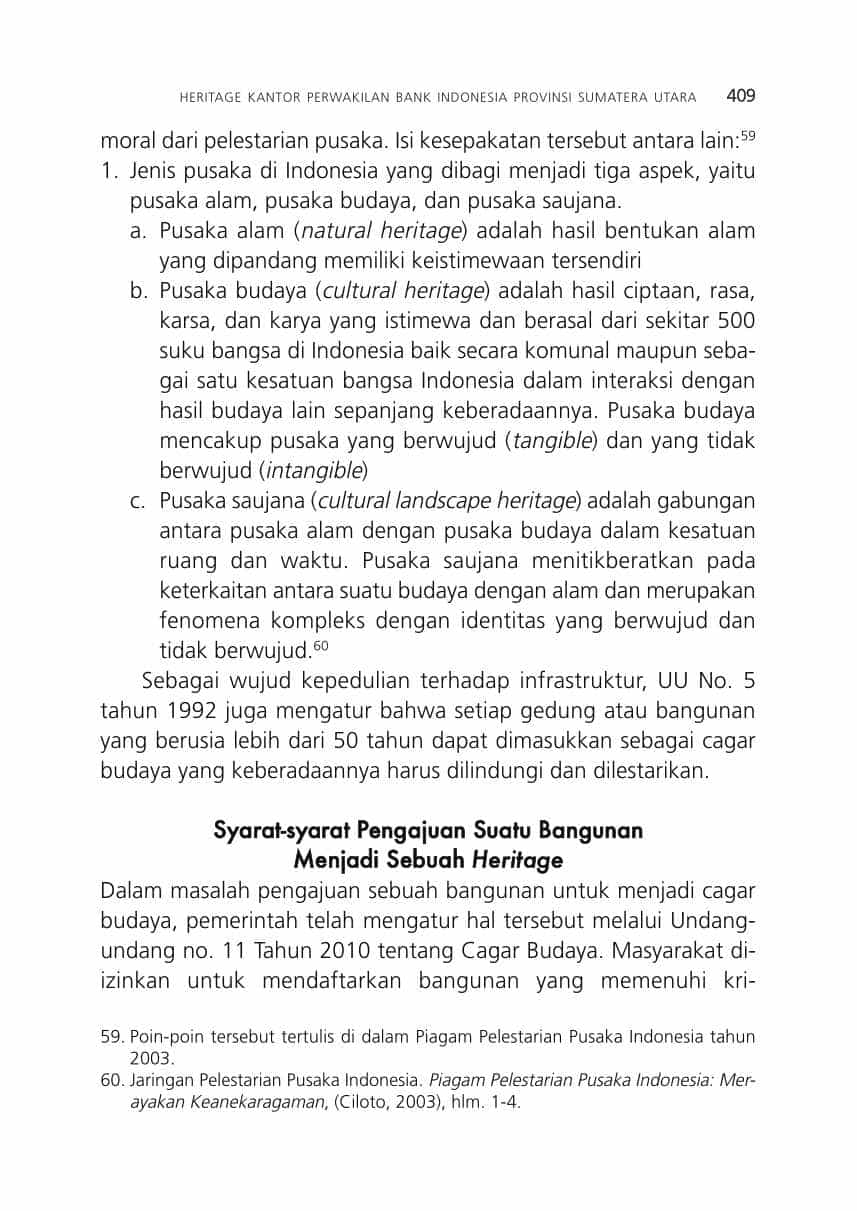 HERITAGE KANTOR PERWAKILAN BANK INDONESIA PROVINSI SUMATERA UTARA 409
moral dari pelestarian pusaka. Isi kesepakatan tersebut antara lain:59
1. Jenis pusaka di Indonesia yang dibagi menjadi tiga aspek, yaitu
pusaka alam, pusaka budaya, dan pusaka saujana.
a. Pusaka alam (natural heritage) adalah hasil bentukan alam
yang dipandang memiliki keistimewaan tersendiri
b. Pusaka budaya (cultural heritage) adalah hasil ciptaan, rasa,
karsa, dan karya yang istimewa dan berasal dari sekitar 500
suku bangsa di Indonesia baik secara komunal maupun seba-
gai satu kesatuan bangsa Indonesia dalam interaksi dengan
hasil budaya lain sepanjang keberadaannya. Pusaka budaya
mencakup pusaka yang berwujud (tangible) dan yang tidak
berwujud (intangible)
c. Pusaka saujana (cultural landscape heritage) adalah gabungan
antara pusaka alam dengan pusaka budaya dalam kesatuan
ruang dan waktu. Pusaka saujana menitikberatkan pada
keterkaitan antara suatu budaya dengan alam dan merupakan
fenomena kompleks dengan identitas yang berwujud dan
tidak berwujud.60
Sebagai wujud kepedulian terhadap infrastruktur, UU No. 5
tahun 1992 juga mengatur bahwa setiap gedung atau bangunan
yang berusia lebih dari 50 tahun dapat dimasukkan sebagai cagar
budaya yang keberadaannya harus dilindungi dan dilestarikan.
Syarat-syarat Pengajuan Suatu Bangunan
Menjadi Sebuah Heritage
Dalam masalah pengajuan sebuah bangunan untuk menjadi cagar
budaya, pemerintah telah mengatur hal tersebut melalui Undang-
undang no. 11 Tahun 2010 tentang Cagar Budaya. Masyarakat di-
izinkan untuk mendaftarkan bangunan yang memenuhi kri-
59. Poin-poin tersebut tertulis di dalam Piagam Pelestarian Pusaka Indonesia tahun
2003.
60. Jaringan Pelestarian Pusaka Indonesia. Piagam Pelestarian Pusaka Indonesia: Mer-
ayakan Keanekaragaman, (Ciloto, 2003), hlm. 1-4.